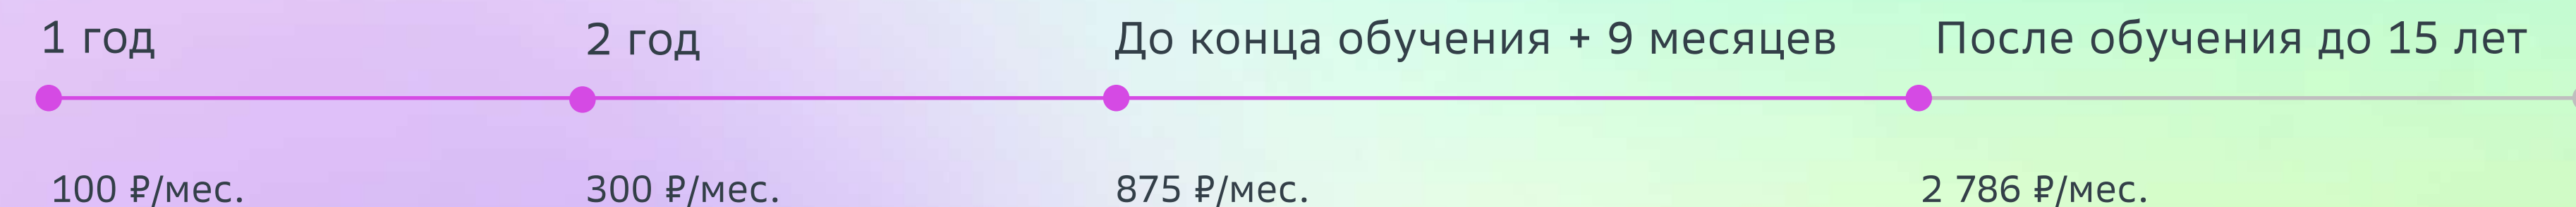 1 год
2 год
До конца обучения + 9 месяцев
После обучения до 15 лет
100 ₽/мес.
300 ₽/мес.
875 ₽/мес.
2 786 ₽/мес.